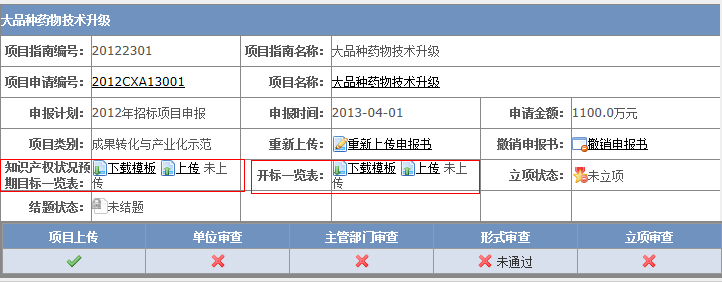 大品种药物技术升级
项目指南编号: 20122301 项目指南名称: 大品种药物技术升级
项目申请编号: 2012CXA13001 项目名称: 大品种药物技术升级
申报计划: 2012年招标项目申报 申报时间: 2013-04-01 申请金额: 1100.0万元
项目类别: 成果转化与产业化示范 重新上传: 重新上传申报书 撤销申报书: 撤销申报书
知识产权状况预期目标一览表: 下载模板 上传 未上传 开标一览表: 下载模板 上传 未上传 立项状态: 未立项
结题状态: 未结题
项目上传 单位审查 主管部门审查 形式审查 立项审查
未通过